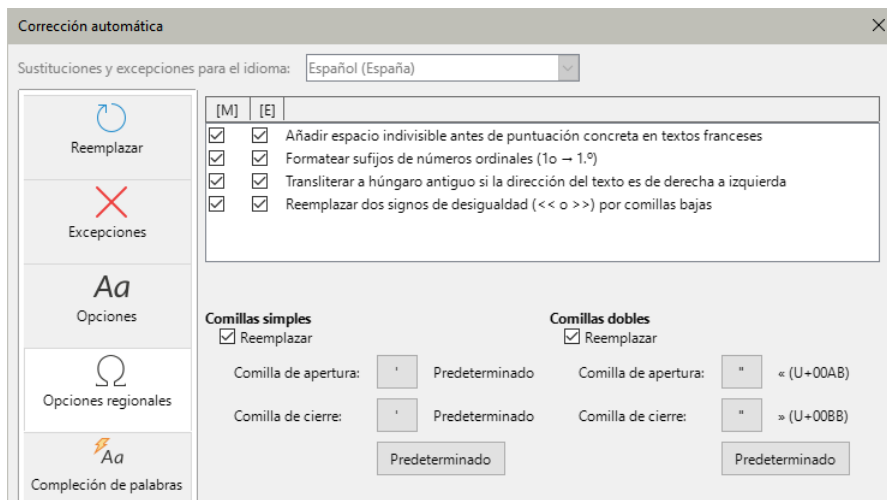 Corrección automática
Sustituciones y excepciones para el idioma: Español (España)
[M] [E]
Añadir espacio indivisible antes de puntuación concreta en textos franceses
Formatear sufijos de números ordinales (1o → 1.º)
Transliterar a húngaro antiguo si la dirección del texto es de derecha a izquierda
Reemplazar dos signos de desigualdad (<< o >>) por comillas bajas
Reemplazar
Excepciones
Aa
Opciones
Ω
Opciones regionales
Aa
Compleción de palabras
Comillas simples
Reemplazar
Comilla de apertura: ' Predeterminado
Comilla de cierre: ' Predeterminado
Predeterminado
Comillas dobles
Reemplazar
Comilla de apertura: " « (U+00AB)
Comilla de cierre: " » (U+00BB)
Predeterminado